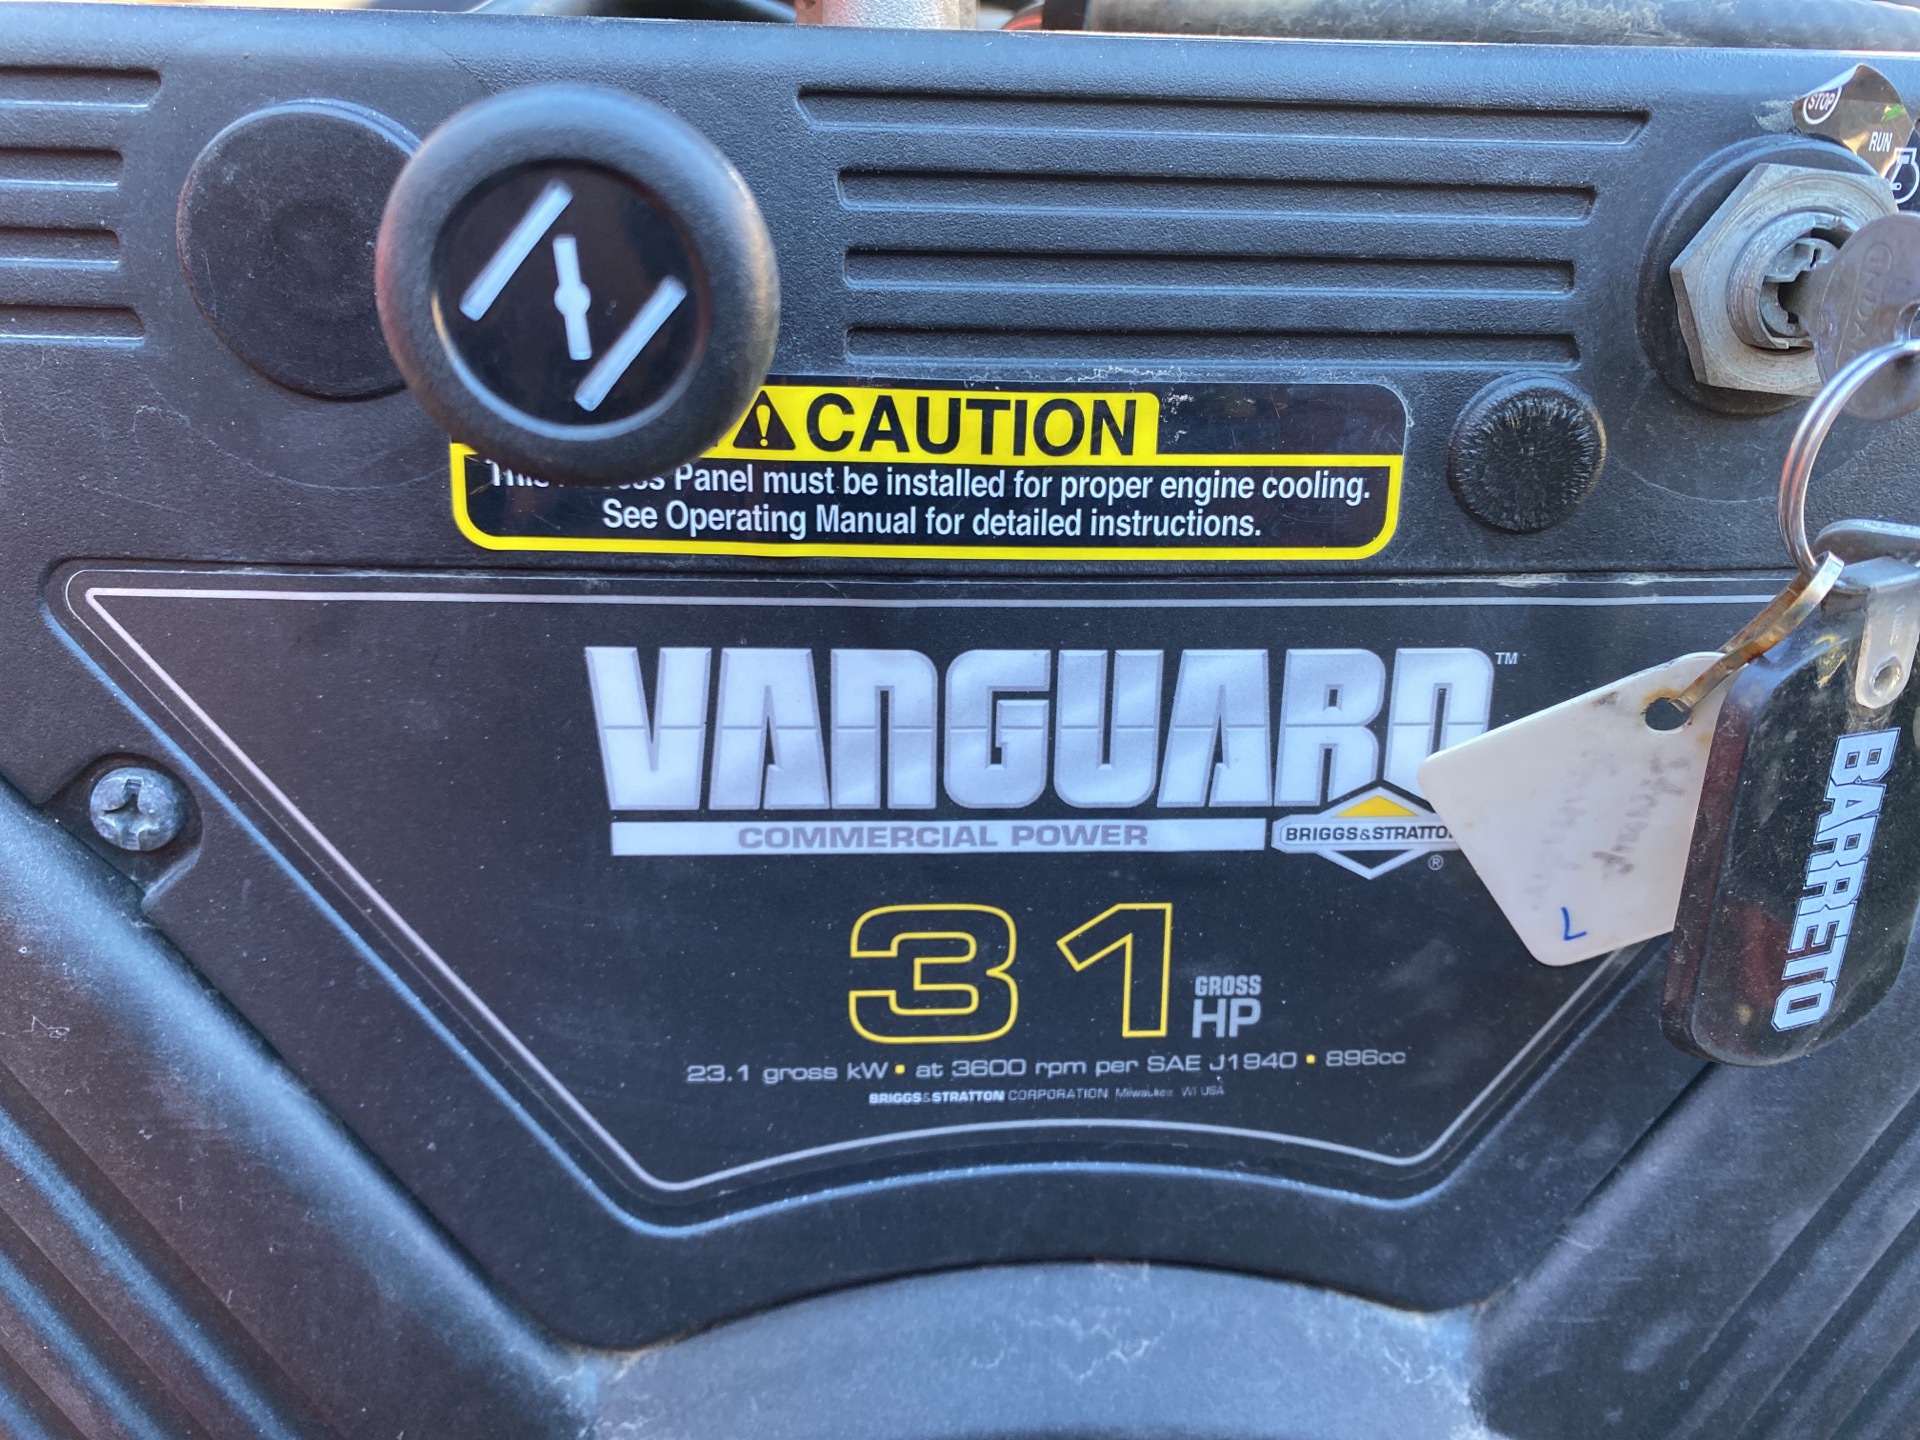 STOP
RUN
CAUTION
This Panel must be installed for proper engine cooling.
See Operating Manual for detailed instructions.
VANGUARD™
COMMERCIAL POWER
BRIGGS&STRATTO
®
31
GROSS
HP
23.1 gross kW • at 3600 rpm per SAE J1940 • 896cc
BRIGGS&STRATTON CORPORATION Milwaukee WI USA
BARRETO
L